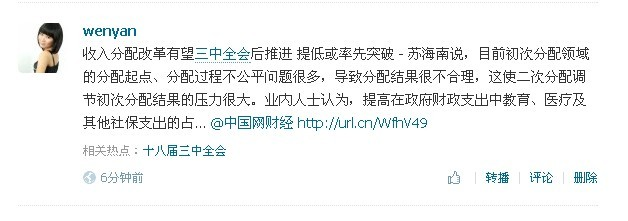 wenyan
收入分配改革有望三中全会后推进 提低或率先突破 - 苏海南说，目前初次分配领域
的分配起点、分配过程不公平问题很多，导致分配结果很不合理，这使二次分配调
节初次分配结果的压力很大。业内人士认为，提高在政府财政支出中教育、医疗及
其他社保支出的占... @中国网财经 http://url.cn/WfhV49
相关热点：十八届三中全会
6分钟前 转播 评论 删除